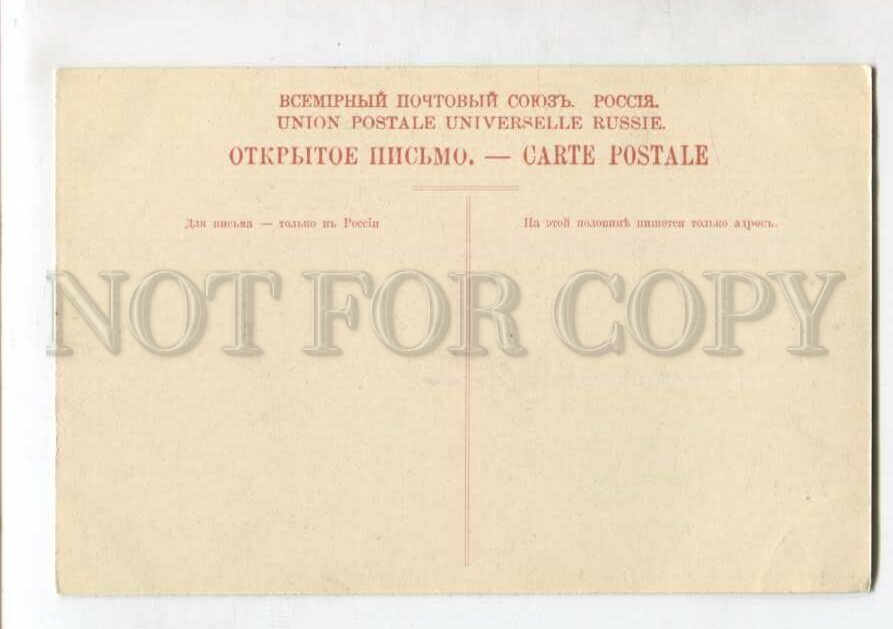 ВСЕМІРНЫЙ ПОЧТОВЫЙ СОЮЗЪ. РОССІЯ.
UNION POSTALE UNIVERSELLE RUSSIE.
ОТКРЫТОЕ ПИСЬМО. — CARTE POSTALE
Для письма — только въ Россіи
На этой половинѣ пишется только адресъ.
NOT FOR COPY